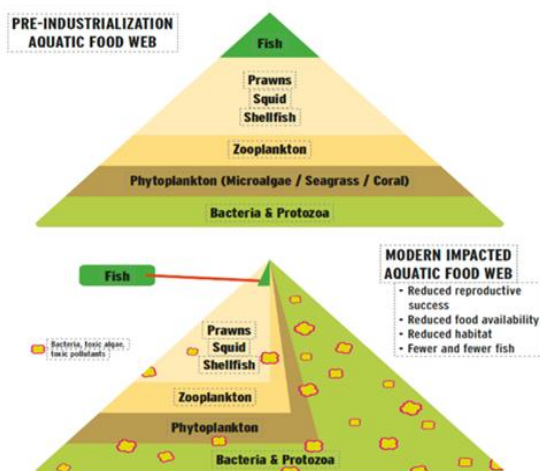 PRE-INDUSTRIALIZATION
AQUATIC FOOD WEB
Fish
Prawns
Squid
Shellfish
Zooplankton
Phytoplankton (Microalgae / Seagrass / Coral)
Bacteria & Protozoa
MODERN IMPACTED
AQUATIC FOOD WEB
- Reduced reproductive
success
- Reduced food availability
- Reduced habitat
- Fewer and fewer fish
Fish
Bacteria, toxic algae,
toxic pollutants
Prawns
Squid
Shellfish
Zooplankton
Phytoplankton
Bacteria & Protozoa